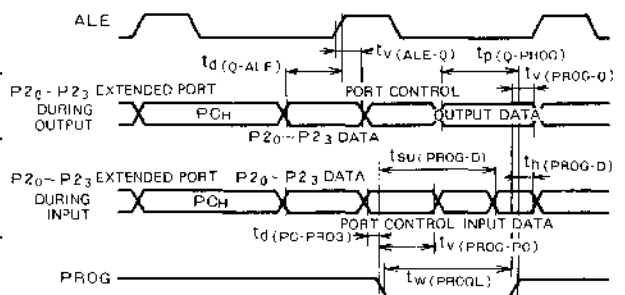 ALE
td(Q-ALE) tv(ALE-Q) tp(Q-PROG)
tv(PROG-Q)
P20~P23 EXTENDED PORT PORT CONTROL
DURING PCH OUTPUT DATA
OUTPUT
P20~P23 DATA
tsu(PROG-D) th(PROG-D)
P20~P23 EXTENDED PORT P20~P23 DATA
DURING PCH
INPUT
PORT CONTROL INPUT DATA
td(PC-PROG) tv(PROG-PC)
PROG tw(PROGL)